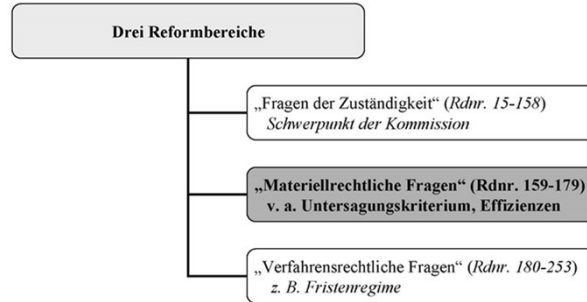 Drei Reformbereiche
„Fragen der Zuständigkeit“ (Rdnr. 15-158)
Schwerpunkt der Kommission
„Materiellrechtliche Fragen“ (Rdnr. 159-179)
v. a. Untersagungskriterium, Effizienzen
„Verfahrensrechtliche Fragen“ (Rdnr. 180-253)
z. B. Fristenregime